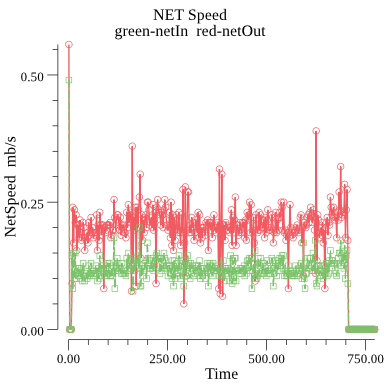 NET Speed
green-netIn red-netOut
NetSpeed mb/s
0.50
0.25
0.00
0.00 250.00 500.00 750.00
Time